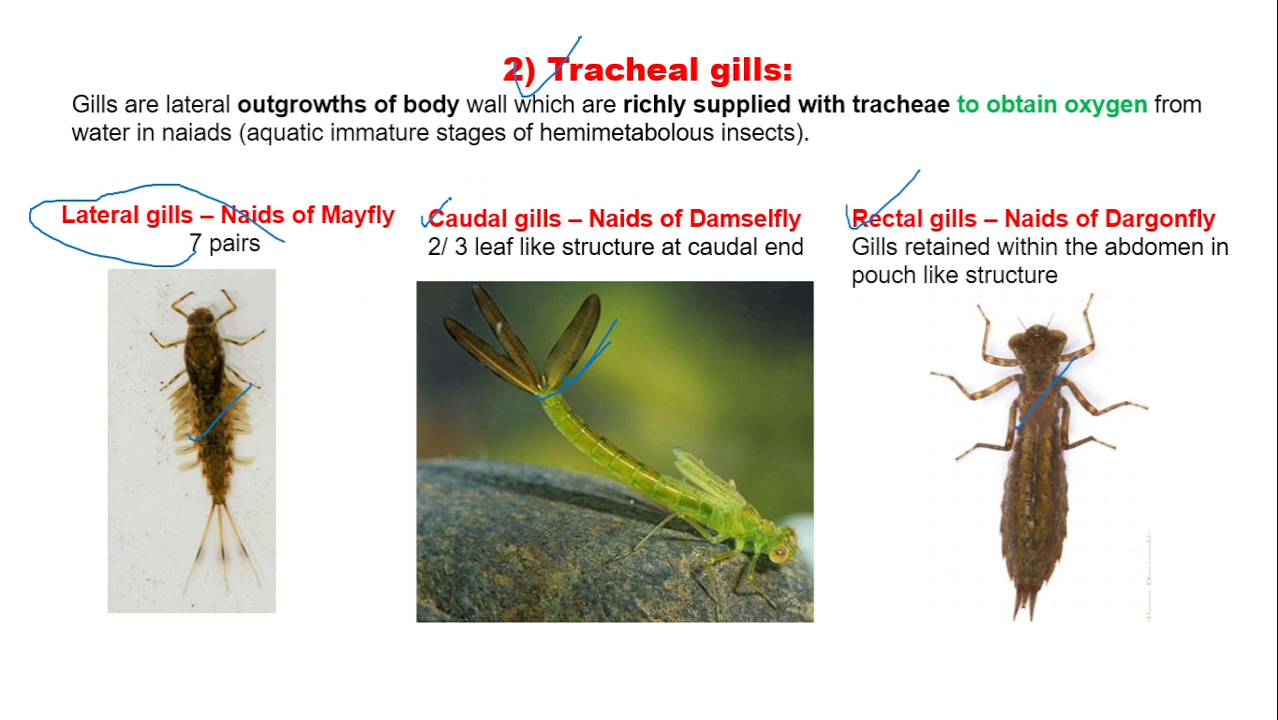 2) Tracheal gills:
Gills are lateral outgrowths of body wall which are richly supplied with tracheae to obtain oxygen from
water in naiads (aquatic immature stages of hemimetabolous insects).
Lateral gills – Naids of Mayfly
7 pairs
Caudal gills – Naids of Damselfly
2/ 3 leaf like structure at caudal end
Rectal gills – Naids of Dargonfly
Gills retained within the abdomen in
pouch like structure